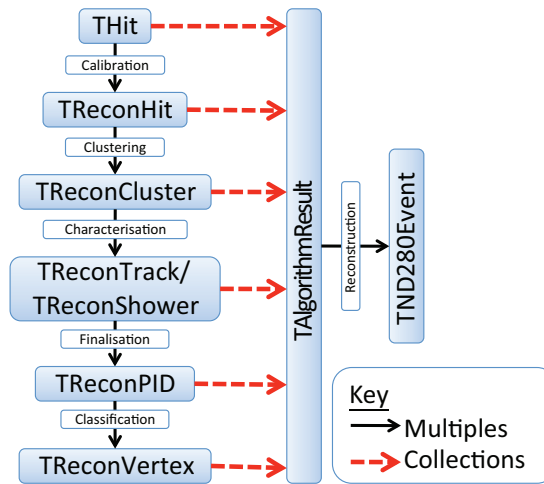 THit
Calibration
TReconHit
Clustering
TReconCluster
Characterisation
TReconTrack/
TReconShower
Finalisation
TReconPID
Classification
TReconVertex
TAlgorithmResult
Reconstruction
TND280Event
Key
Multiples
Collections